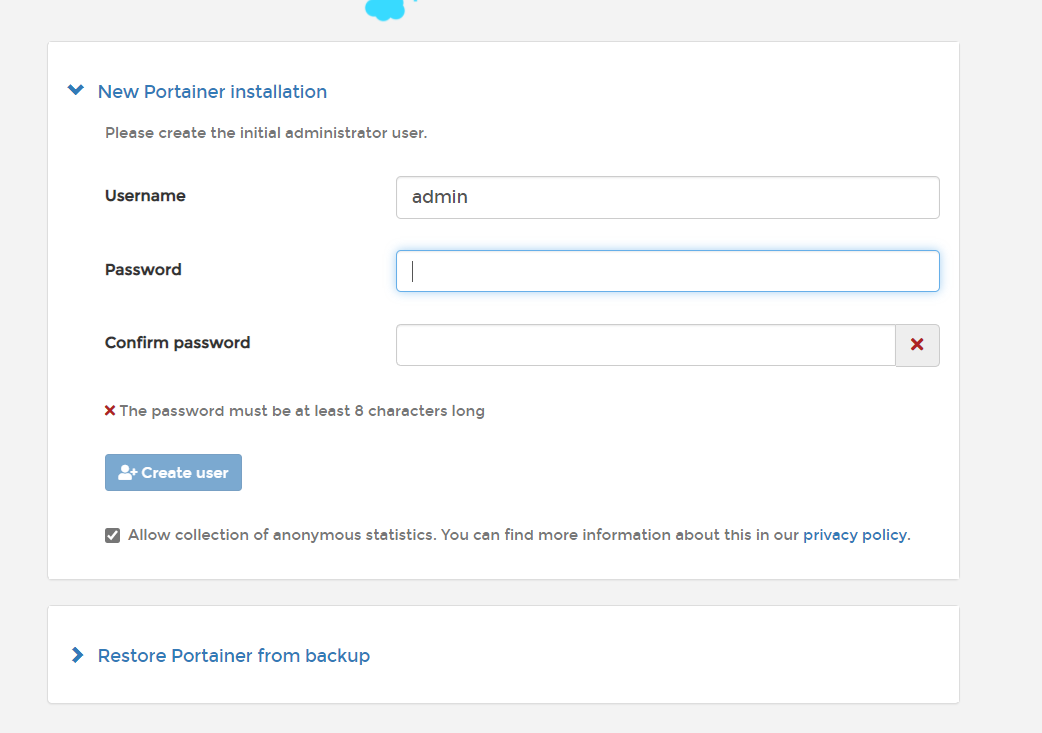 New Portainer installation
Please create the initial administrator user.
Username
admin
Password
Confirm password
The password must be at least 8 characters long
Create user
Allow collection of anonymous statistics. You can find more information about this in our privacy policy.
Restore Portainer from backup